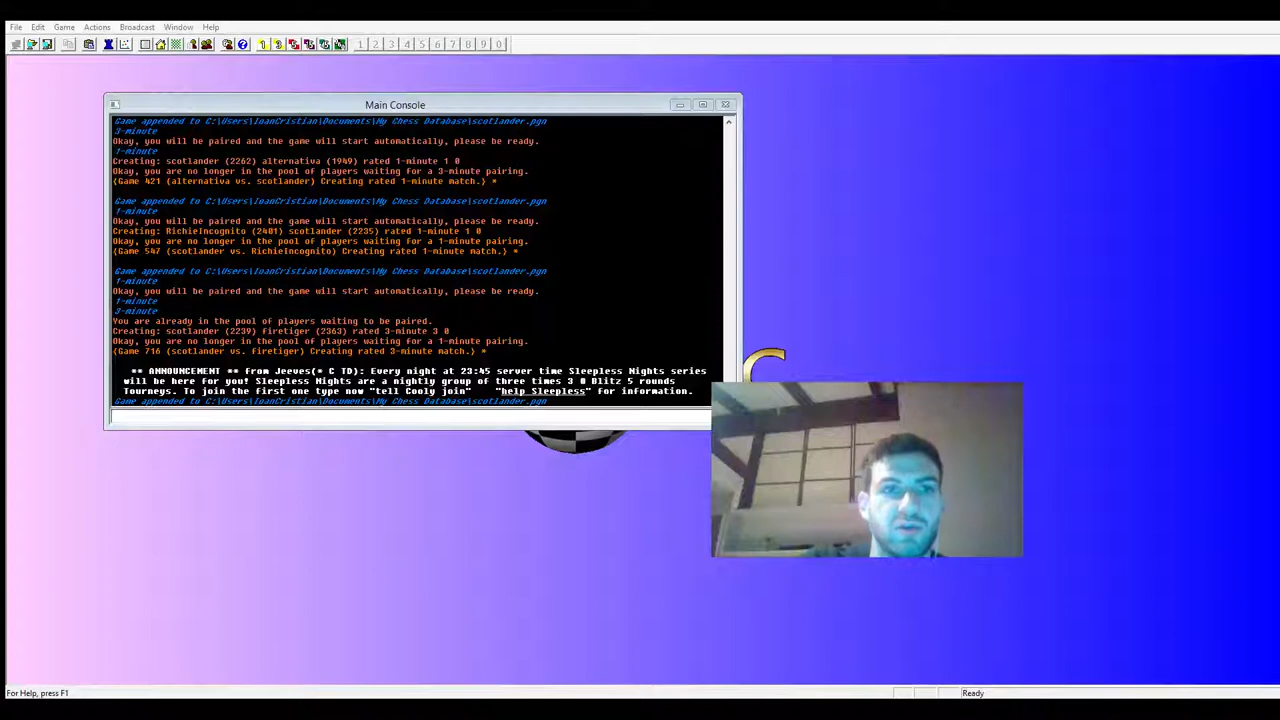 File Edit Game Actions Broadcast Window Help
1 3
1 2 3 4 5 6 7 8 9 0
Main Console
Game appended to C:\Users\IoanCristian\Documents\My Chess Database\scotlander.pgn
3-minute
Okay, you will be paired and the game will start automatically, please be ready.
1-minute
Creating: scotlander (2262) alternativa (1949) rated 1-minute 1 0
Okay, you are no longer in the pool of players waiting for a 3-minute pairing.
{Game 421 (alternativa vs. scotlander) Creating rated 1-minute match.} *
Game appended to C:\Users\IoanCristian\Documents\My Chess Database\scotlander.pgn
1-minute
Okay, you will be paired and the game will start automatically, please be ready.
Creating: RichieIncognito (2401) scotlander (2235) rated 1-minute 1 0
Okay, you are no longer in the pool of players waiting for a 1-minute pairing.
{Game 547 (scotlander vs. RichieIncognito) Creating rated 1-minute match.} *
Game appended to C:\Users\IoanCristian\Documents\My Chess Database\scotlander.pgn
1-minute
Okay, you will be paired and the game will start automatically, please be ready.
1-minute
3-minute
You are already in the pool of players waiting to be paired.
Creating: scotlander (2239) firetiger (2363) rated 3-minute 3 0
Okay, you are no longer in the pool of players waiting for a 1-minute pairing.
{Game 716 (scotlander vs. firetiger) Creating rated 3-minute match.} *
** ANNOUNCEMENT ** from Jeeves(* C TD): Every night at 23:45 server time Sleepless Nights series
will be here for you! Sleepless Nights are a nightly group of three times 3 0 Blitz 5 rounds
Tourneys. To join the first one type now "tell Cooly join" "help Sleepless" for information.
Game appended to C:\Users\IoanCristian\Documents\My Chess Database\scotlander.pgn
For Help, press F1
Ready